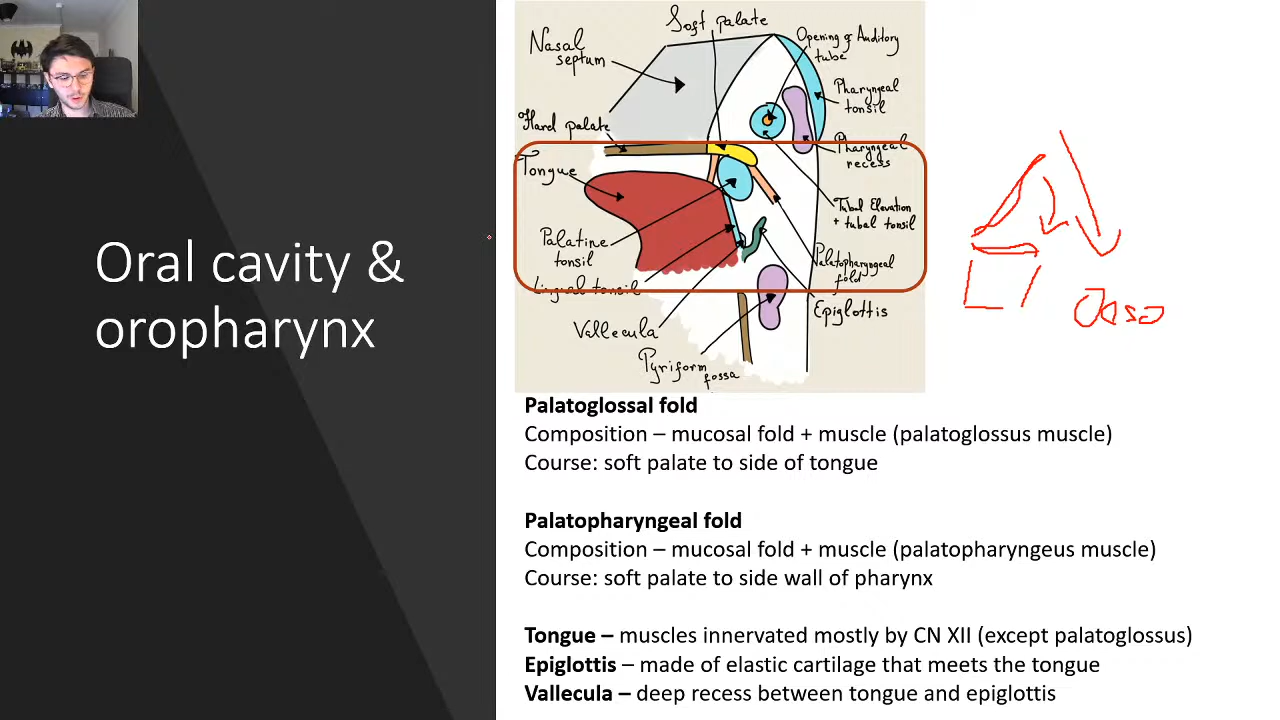 Oral cavity &
oropharynx
Soft palate
Nasal
septum
Opening of Auditory
tube
Pharyngeal
tonsil
Hard palate
Pharyngeal
recess
Tongue
Tubal Elevation
+ tubal tonsil
Palatine
tonsil
Palatopharyngeal
fold
Lingual tonsil
Epiglottis
Vallecula
Pyriform
fossa
Palatoglossal fold
Composition – mucosal fold + muscle (palatoglossus muscle)
Course: soft palate to side of tongue
Palatopharyngeal fold
Composition – mucosal fold + muscle (palatopharyngeus muscle)
Course: soft palate to side wall of pharynx
Tongue – muscles innervated mostly by CN XII (except palatoglossus)
Epiglottis – made of elastic cartilage that meets the tongue
Vallecula – deep recess between tongue and epiglottis